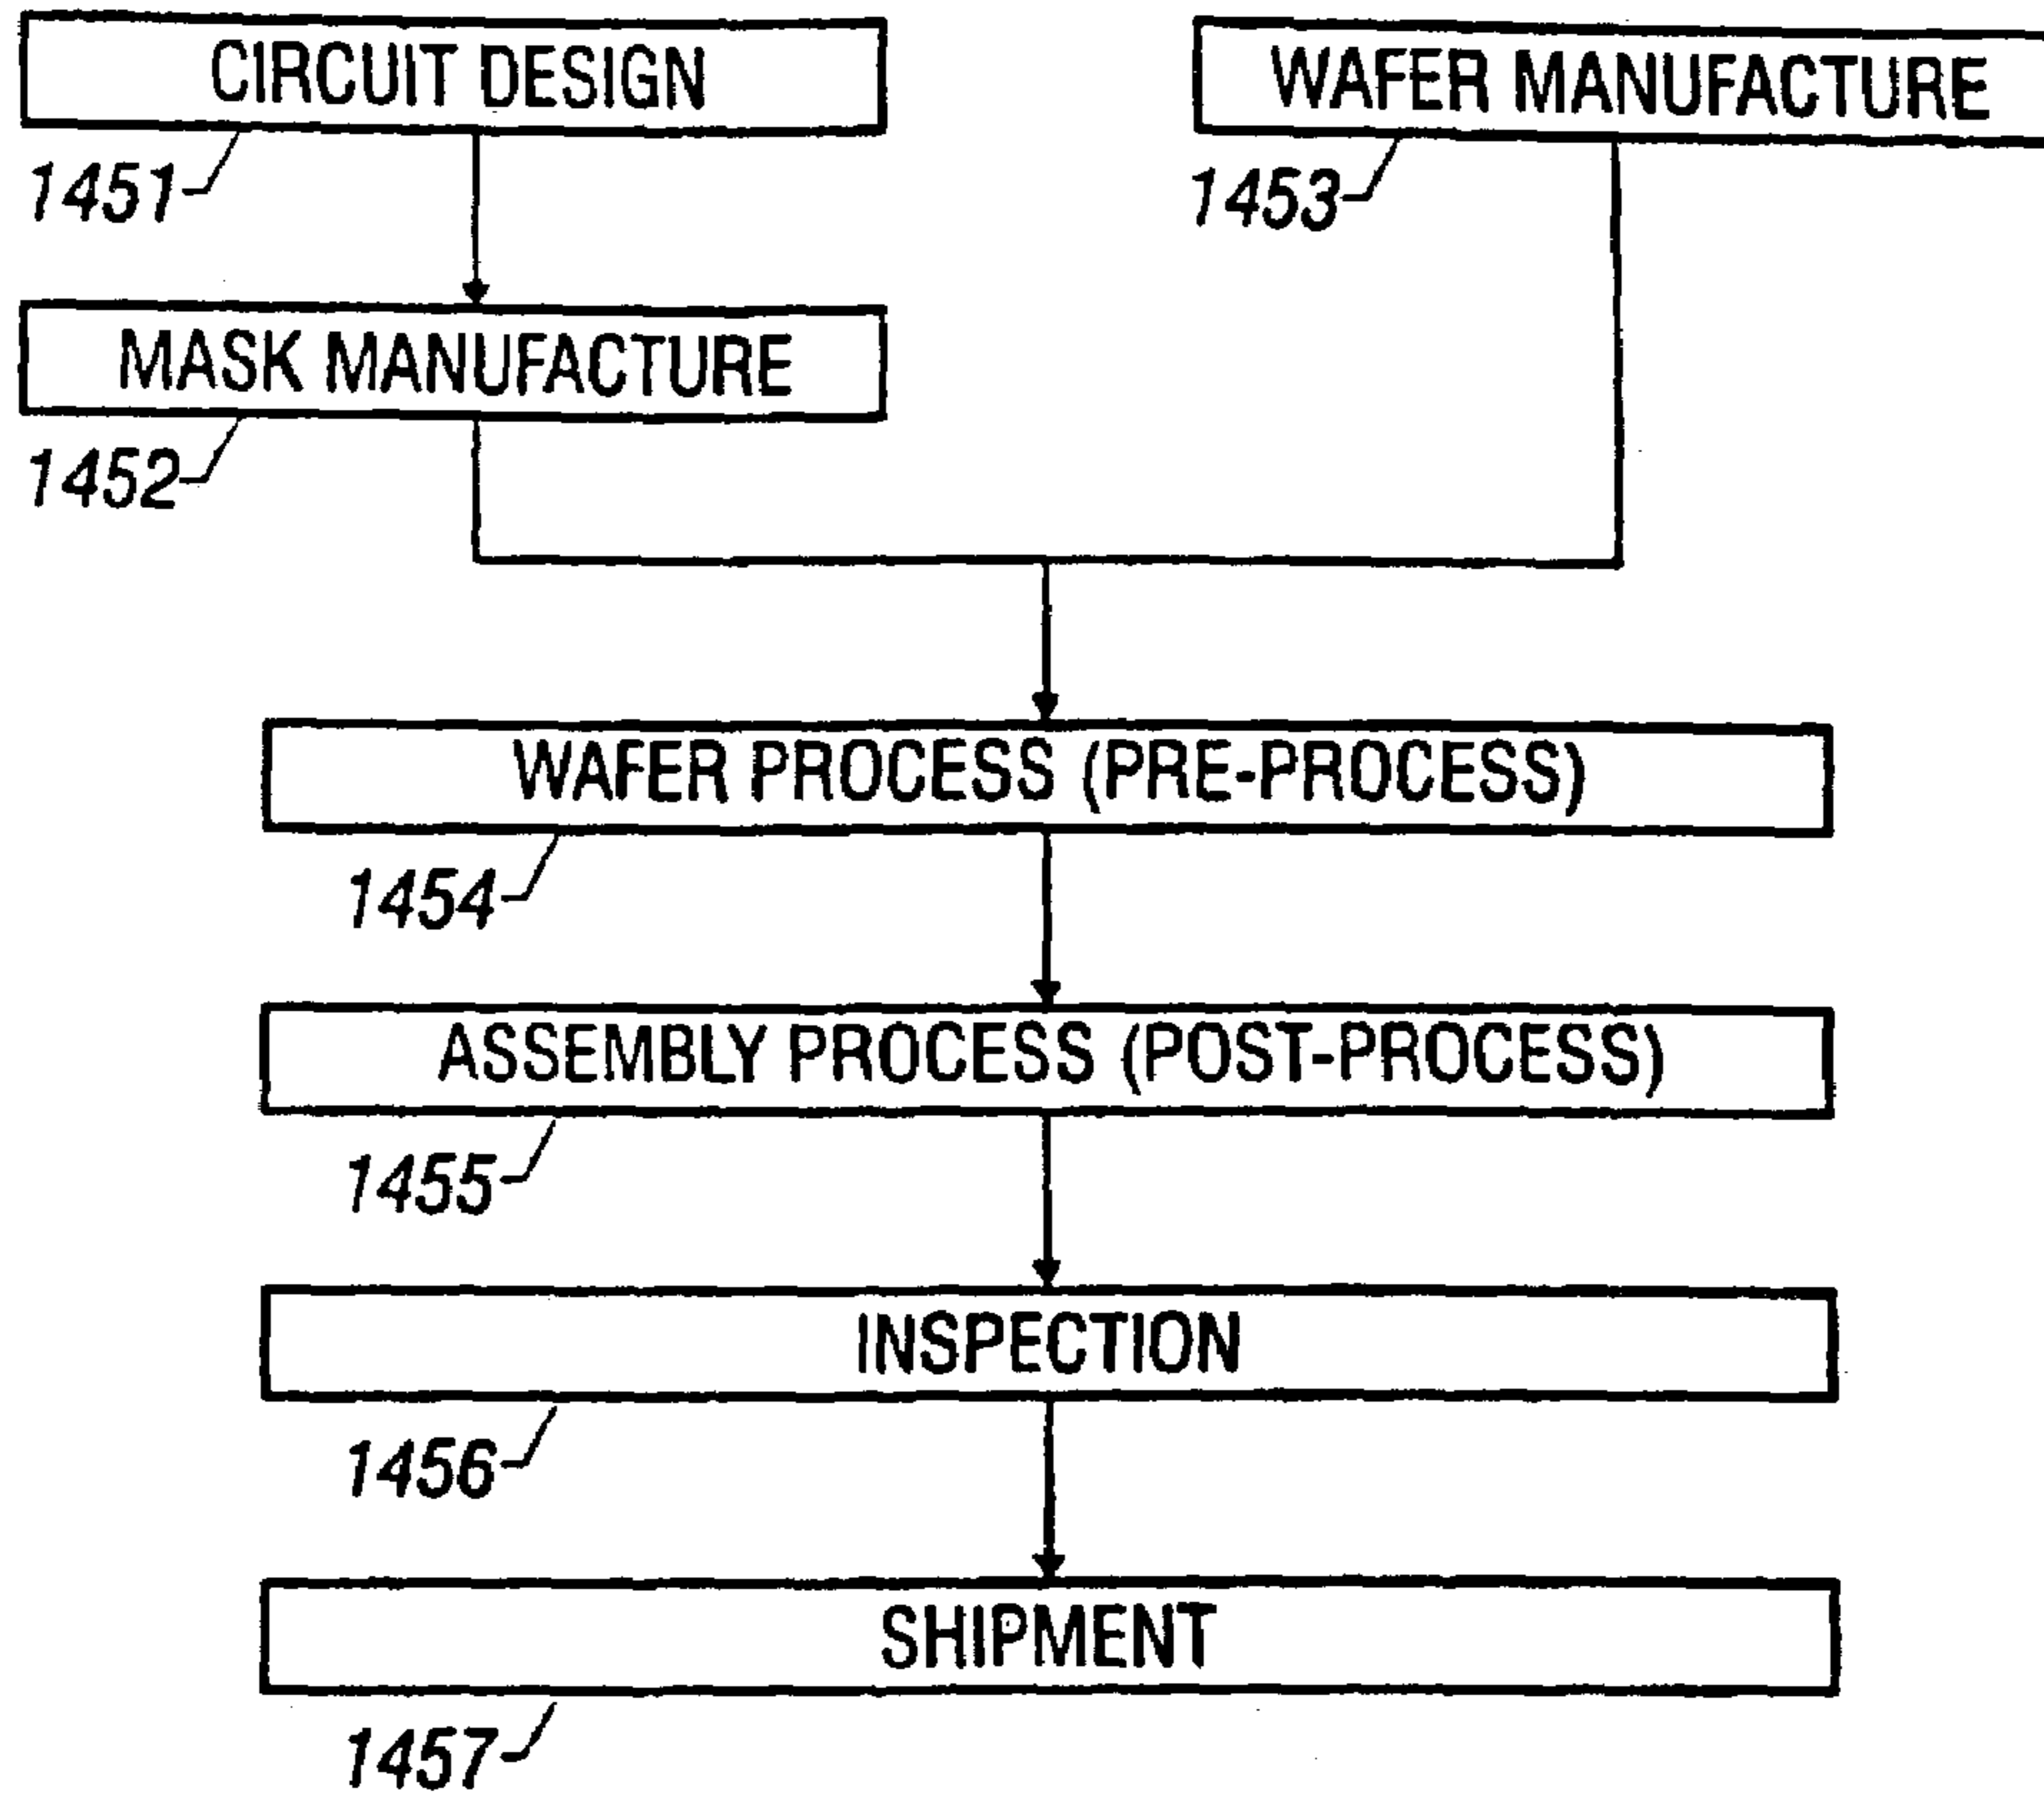 CIRCUIT DESIGN
WAFER MANUFACTURE
1451
1453
MASK MANUFACTURE
1452
WAFER PROCESS (PRE-PROCESS)
1454
ASSEMBLY PROCESS (POST-PROCESS)
1455
INSPECTION
1456
SHIPMENT
1457